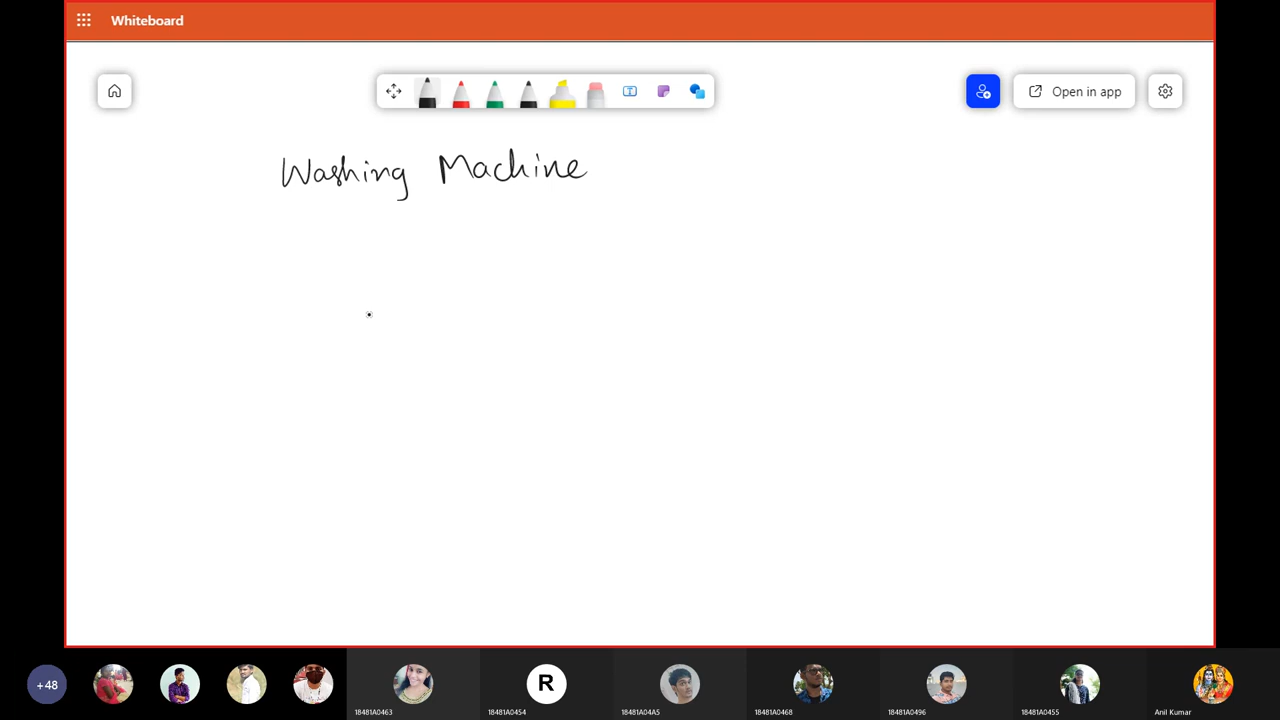 Whiteboard
Open in app
Washing Machine
+48
18481A0463
R
18481A0454
18481A04A5
18481A0468
18481A0496
18481A0455
Anil Kumar